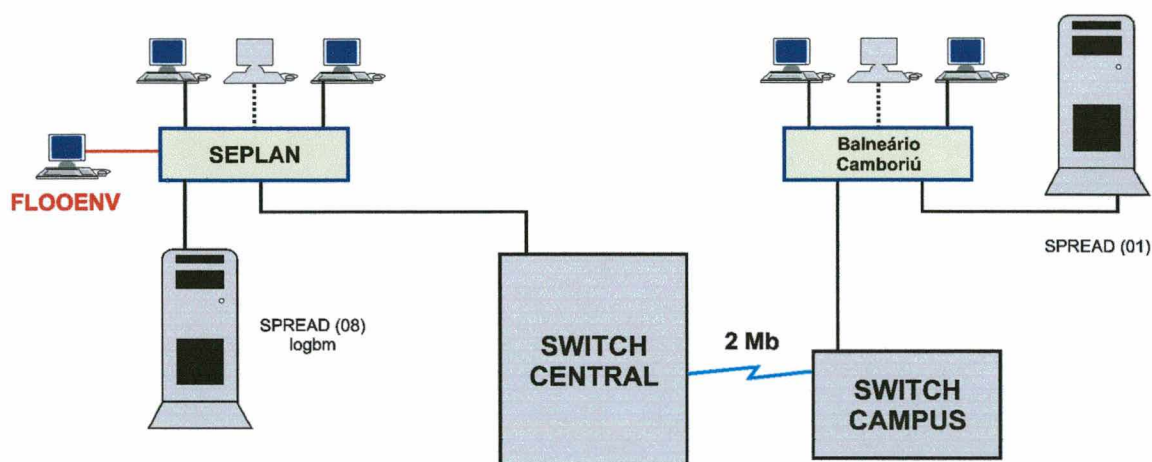 SEPLAN
FLOOENV
SPREAD (08)
logbm
SWITCH
CENTRAL
2 Mb
Balneário
Camboriú
SPREAD (01)
SWITCH
CAMPUS